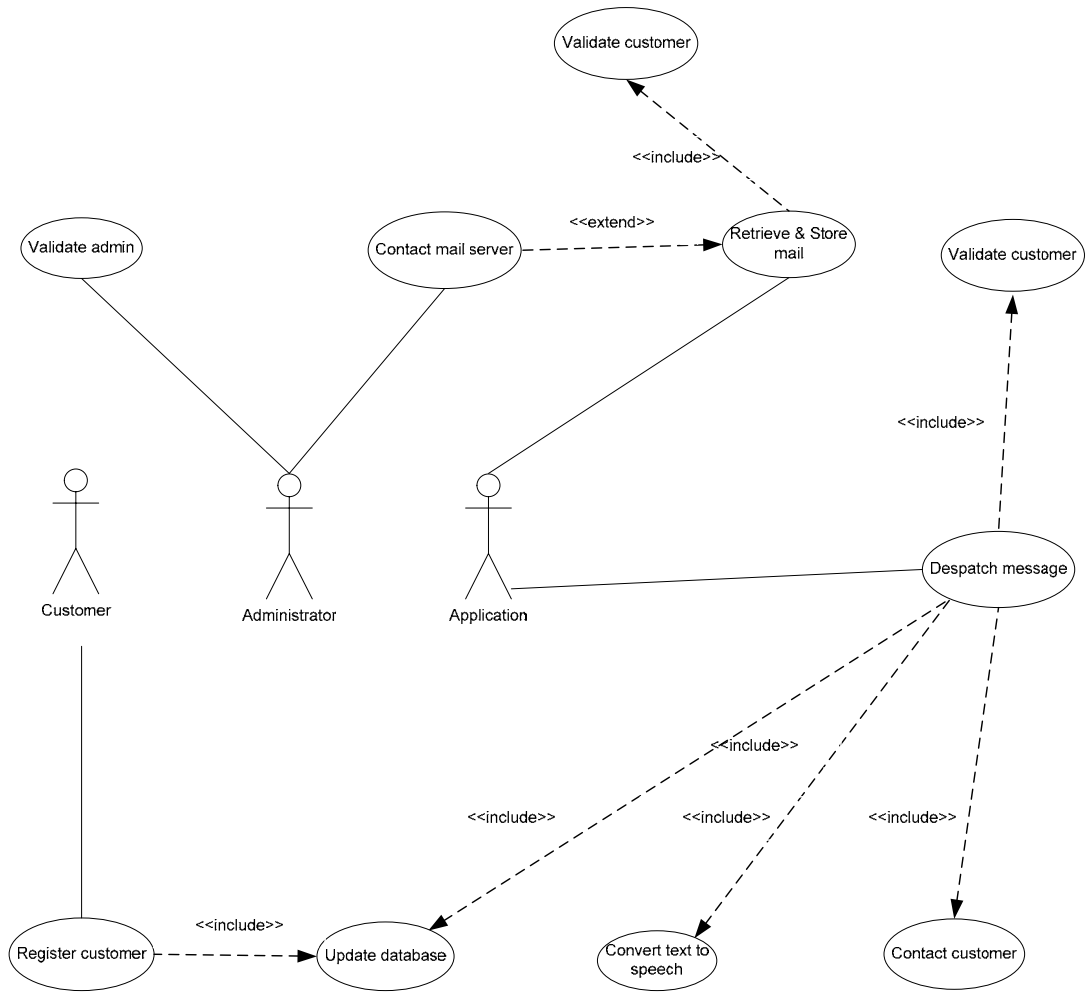 Validate customer
<<include>>
<<extend>>
Validate admin
Contact mail server
Retrieve & Store
mail
Validate customer
<<include>>
Despatch message
Customer
Administrator
Application
<<include>>
<<include>>
<<include>>
<<include>>
<<include>>
Register customer
Update database
Convert text to
speech
Contact customer